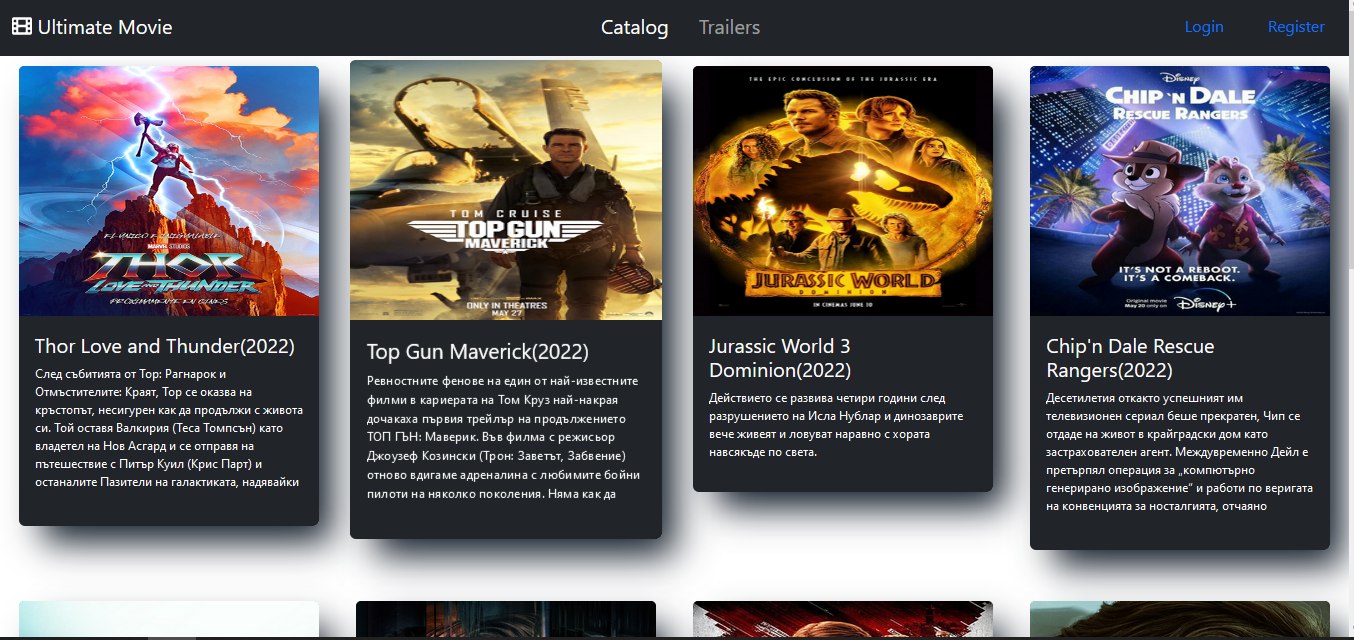 Ultimate Movie
Catalog
Trailers
Login
Register
EL ÚNICO E INIGUALABLE
MARVEL STUDIOS
THOR
LOVE AND THUNDER
PRÓXIMAMENTE EN CINES
Thor Love and Thunder(2022)
След събитията от Тор: Рагнарок и
Отмъстителите: Краят, Тор се оказва на
кръстопът, несигурен как да продължи с живота
си. Той оставя Валкирия (Теса Томпсън) като
владетел на Нов Асгард и се отправя на
пътешествие с Питър Куил (Крис Парт) и
останалите Пазители на галактиката, надявайки
TOM CRUISE
TOP GUN
MAVERICK
ONLY IN THEATRES
MAY 27
Top Gun Maverick(2022)
Ревностните фенове на един от най-известните
филми в кариерата на Том Круз най-накрая
дочакаха първия трейлър на продължението
ТОП ГЪН: Маверик. Във филма с режисьор
Джоузеф Козински (Трон: Заветът, Забвение)
отново вдигаме адреналина с любимите бойни
пилоти на няколко поколения. Няма как да
THE EPIC CONCLUSION OF THE JURASSIC ERA
JURASSIC WORLD
DOMINION
IN CINEMAS JUNE 10
Jurassic World 3
Dominion(2022)
Действието се развива четири години след
разрушението на Исла Нублар и динозаврите
вече живеят и ловуват наравно с хората
навсякъде по света.
Disney
CHIP 'N DALE
RESCUE RANGERS
IT'S NOT A REBOOT.
IT'S A COMEBACK.
Original movie
May 20 only on
Disney+
Chip'n Dale Rescue
Rangers(2022)
Десетилетия откакто успешният им
телевизионен сериал беше прекратен, Чип се
отдаде на живот в крайградски дом като
застрахователен агент. Междувременно Дейл е
претърпял операция за „компютърно
генерирано изображение“ и работи по веригата
на конвенцията за носталгията, отчаяно